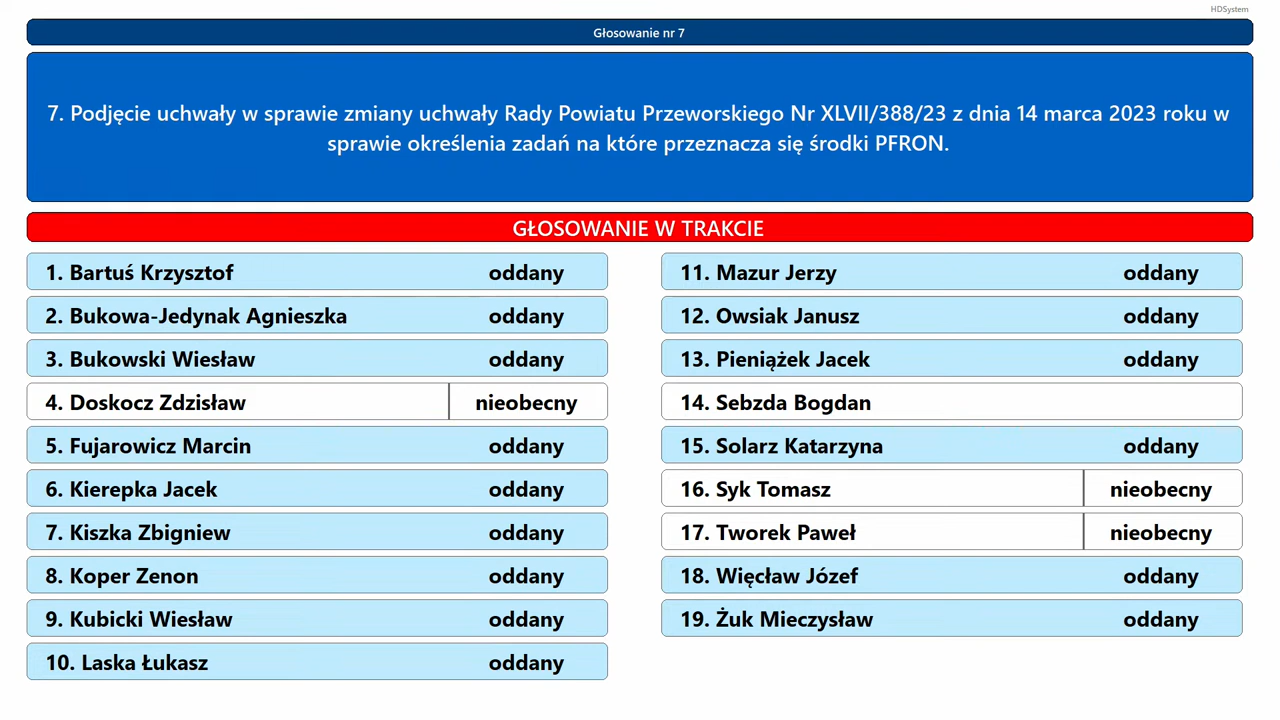 HDSystem
Głosowanie nr 7
7. Podjęcie uchwały w sprawie zmiany uchwały Rady Powiatu Przeworskiego Nr XLVII/388/23 z dnia 14 marca 2023 roku w
sprawie określenia zadań na które przeznacza się środki PFRON.
GŁOSOWANIE W TRAKCIE
1. Bartuś Krzysztof oddany
2. Bukowa-Jedynak Agnieszka oddany
3. Bukowski Wiesław oddany
4. Doskocz Zdzisław nieobecny
5. Fujarowicz Marcin oddany
6. Kierepka Jacek oddany
7. Kiszka Zbigniew oddany
8. Koper Zenon oddany
9. Kubicki Wiesław oddany
10. Laska Łukasz oddany
11. Mazur Jerzy oddany
12. Owsiak Janusz oddany
13. Pieniążek Jacek oddany
14. Sebzda Bogdan
15. Solarz Katarzyna oddany
16. Syk Tomasz nieobecny
17. Tworek Paweł nieobecny
18. Więcław Józef oddany
19. Żuk Mieczysław oddany